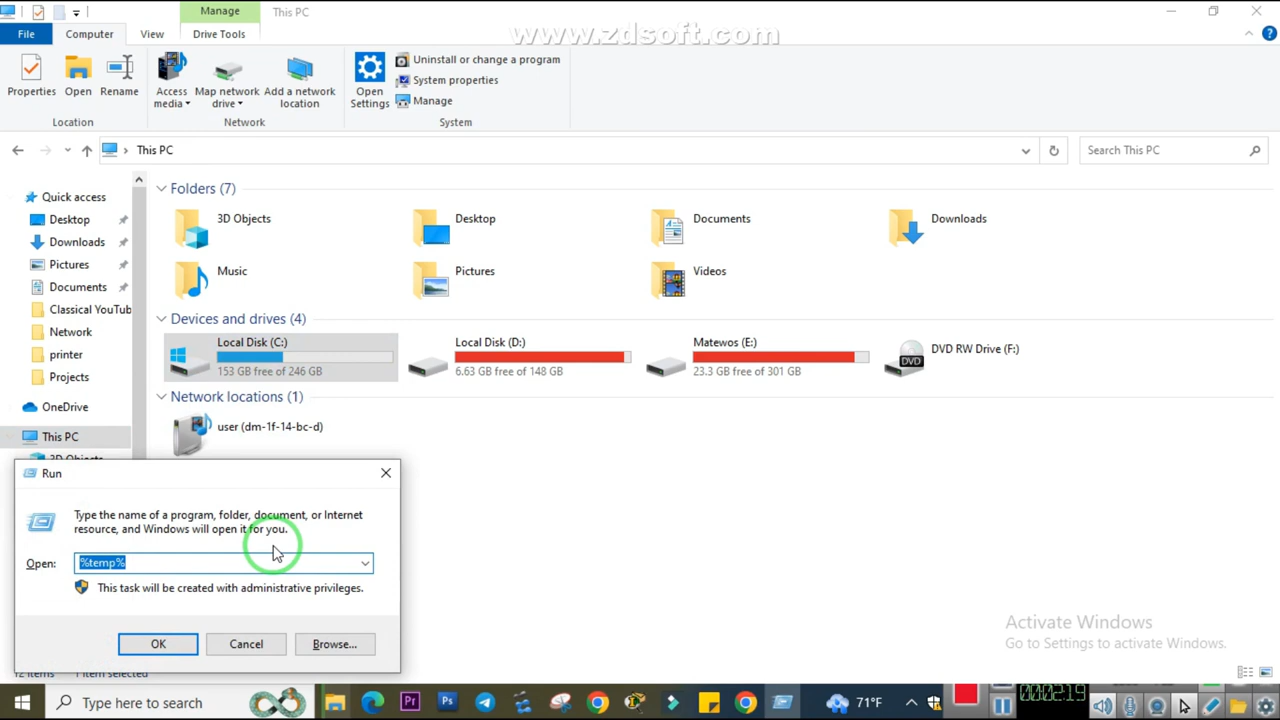 Manage
This PC
www.zdsoft.com
File
Computer
View
Drive Tools
Properties
Open
Rename
Access media
Map network drive
Add a network location
Open Settings
Uninstall or change a program
System properties
Manage
Location
Network
System
This PC
Search This PC
Quick access
Desktop
Downloads
Pictures
Documents
Classical YouTub
Network
printer
Projects
OneDrive
This PC
3D Objects
Folders (7)
3D Objects
Desktop
Documents
Downloads
Music
Pictures
Videos
Devices and drives (4)
Local Disk (C:)
153 GB free of 246 GB
Local Disk (D:)
6.63 GB free of 148 GB
Matewos (E:)
23.3 GB free of 301 GB
DVD RW Drive (F:)
DVD
Network locations (1)
user (dm-1f-14-bc-d)
Run
Type the name of a program, folder, document, or Internet
resource, and Windows will open it for you.
Open:
%temp%
This task will be created with administrative privileges.
OK
Cancel
Browse...
12 items
1 item selected
Activate Windows
Go to Settings to activate Windows.
Type here to search
Pr
Ps
71°F
00:02:19